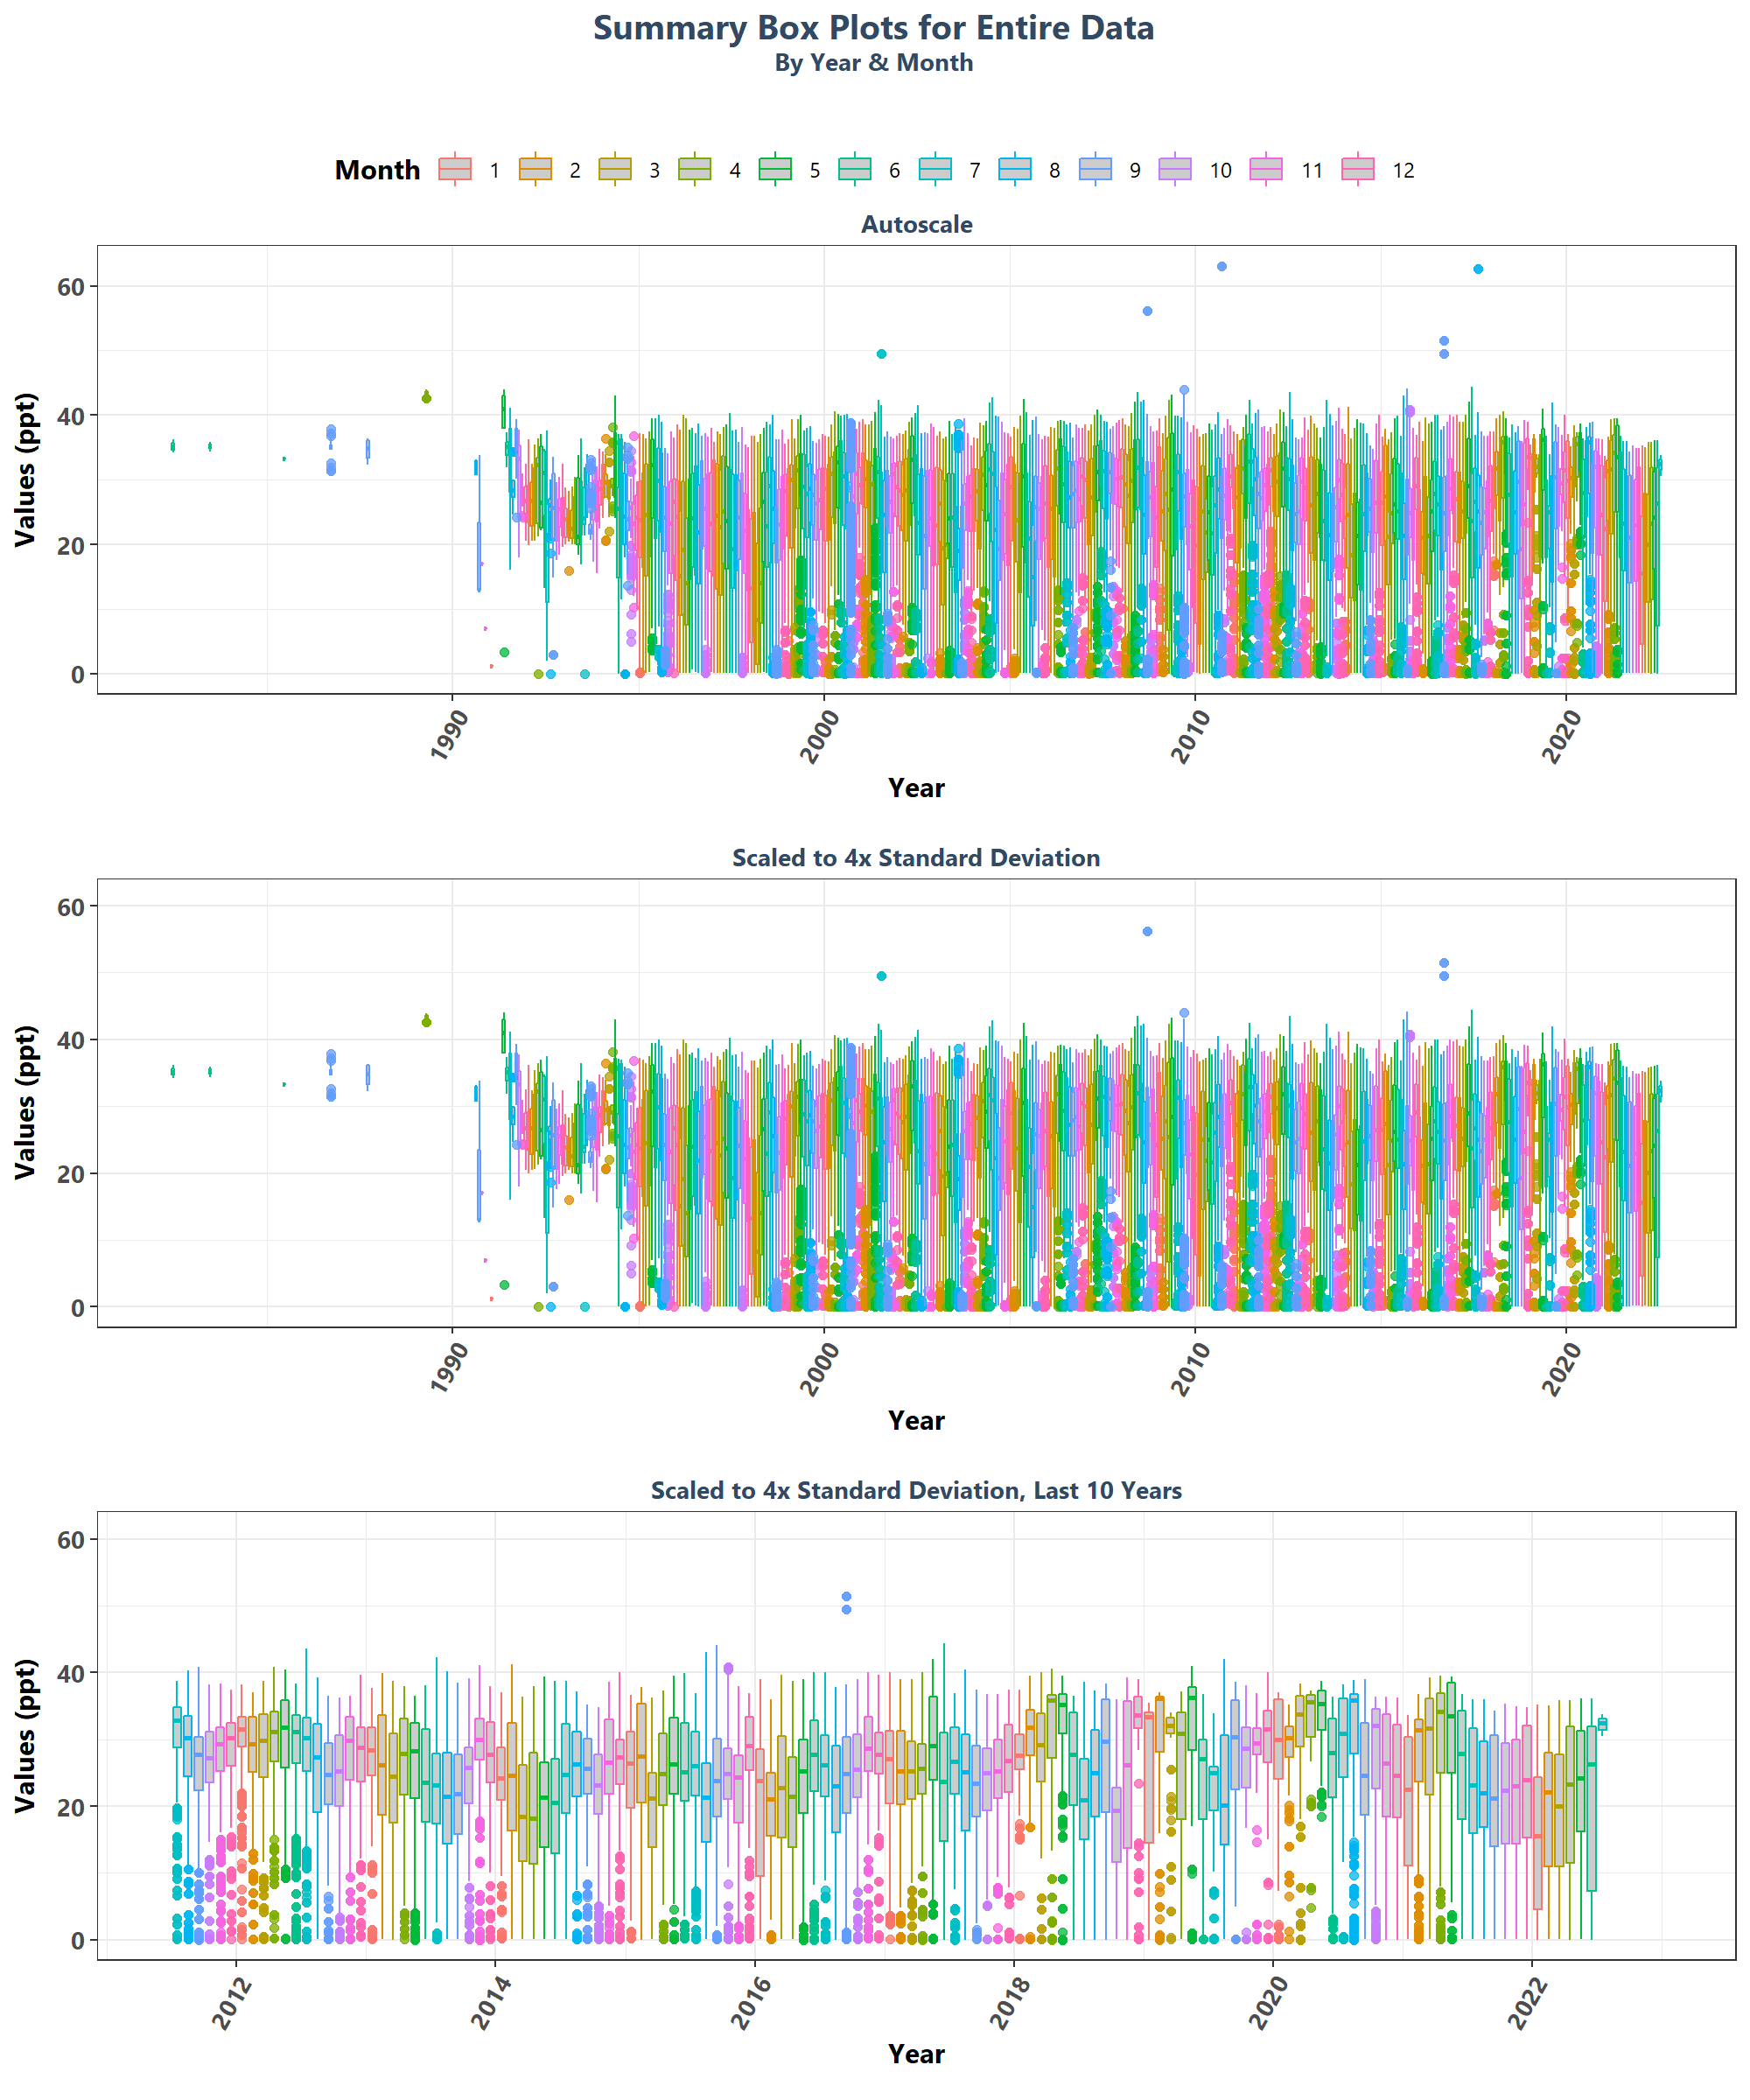 Summary Box Plots for Entire Data
By Year & Month
Month 1 2 3 4 5 6 7 8 9 10 11 12
Autoscale
Values (ppt)
60
40
20
0
1990 2000 2010 2020
Year
Scaled to 4x Standard Deviation
Values (ppt)
60
40
20
0
1990 2000 2010 2020
Year
Scaled to 4x Standard Deviation, Last 10 Years
Values (ppt)
60
40
20
0
2012 2014 2016 2018 2020 2022
Year